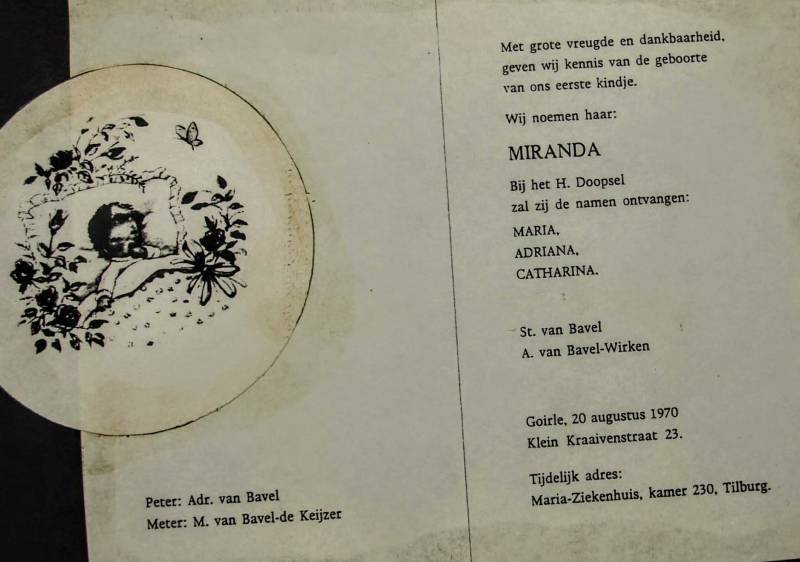 Peter: Adr. van Bavel
Meter: M. van Bavel-de Keijzer
Met grote vreugde en dankbaarheid,
geven wij kennis van de geboorte
van ons eerste kindje.
Wij noemen haar:
MIRANDA
Bij het H. Doopsel
zal zij de namen ontvangen:
MARIA,
ADRIANA,
CATHARINA.
St. van Bavel
A. van Bavel-Wirken
Goirle, 20 augustus 1970
Klein Kraaivenstraat 23.
Tijdelijk adres:
Maria-Ziekenhuis, kamer 230, Tilburg.